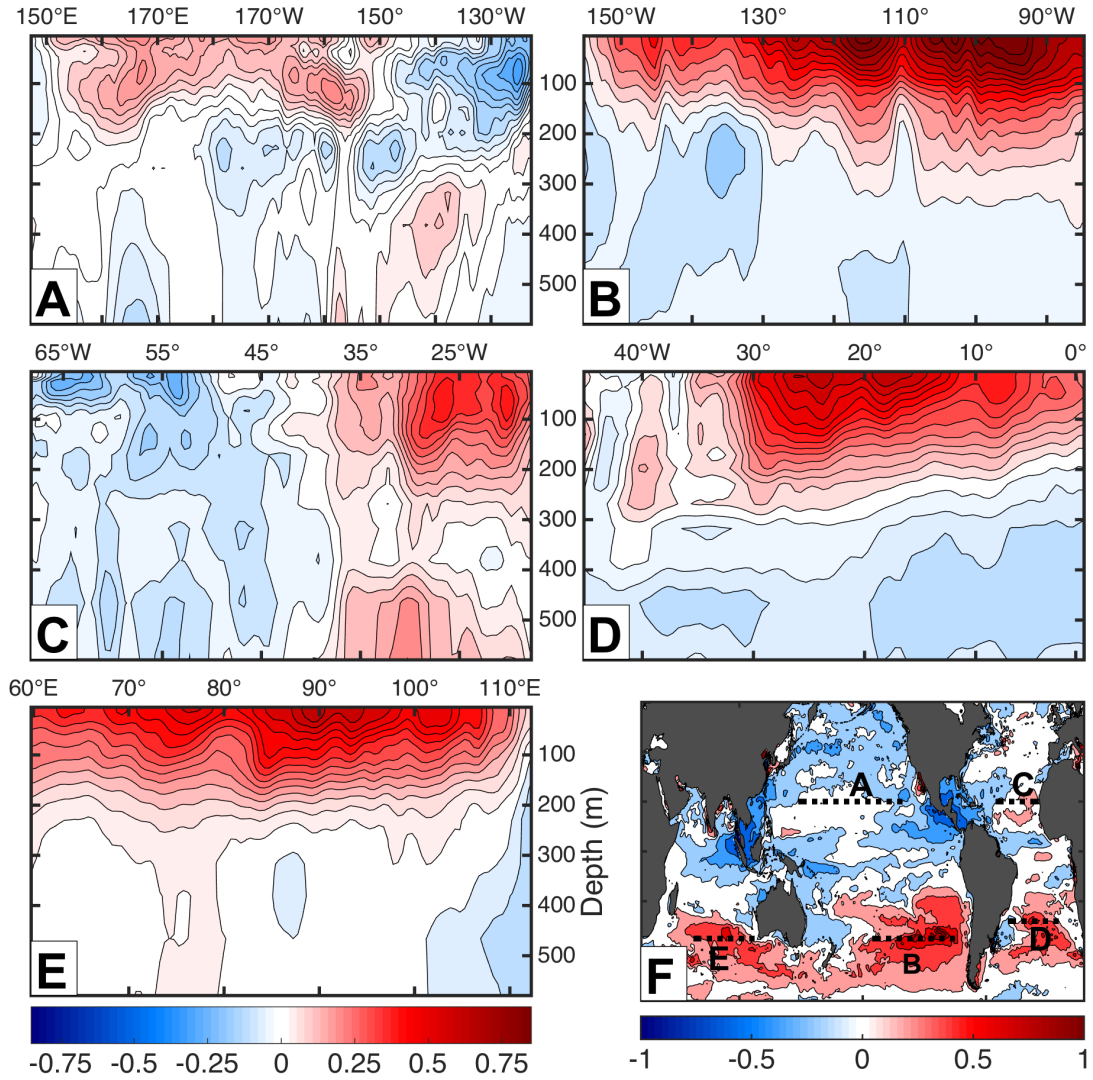 150°E 170°E 170°W 150° 130°W
150°W 130° 110° 90°W
100
200
300
400
500
A
B
65°W 55° 45° 35° 25°W
40°W 30° 20° 10° 0°
100
200
300
400
500
C
D
60°E 70° 80° 90° 100° 110°E
100
200
300
400
500
Depth (m)
E
A
C
D
E
B
F
-0.75 -0.5 -0.25 0 0.25 0.5 0.75
-1 -0.5 0 0.5 1